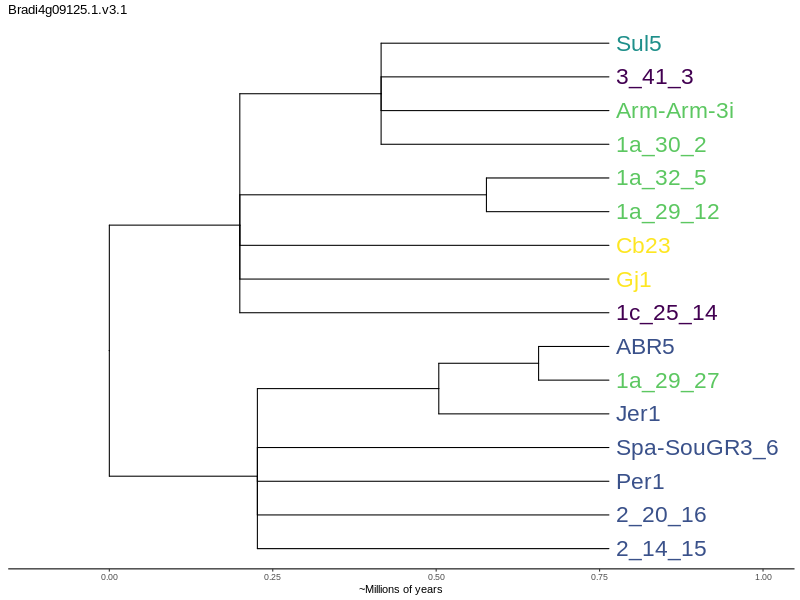 Bradi4g09125.1.v3.1
Sul5
3_41_3
Arm-Arm-3i
1a_30_2
1a_32_5
1a_29_12
Cb23
Gj1
1c_25_14
ABR5
1a_29_27
Jer1
Spa-SouGR3_6
Per1
2_20_16
2_14_15
0.00 0.25 0.50 0.75 1.00
~Millions of years